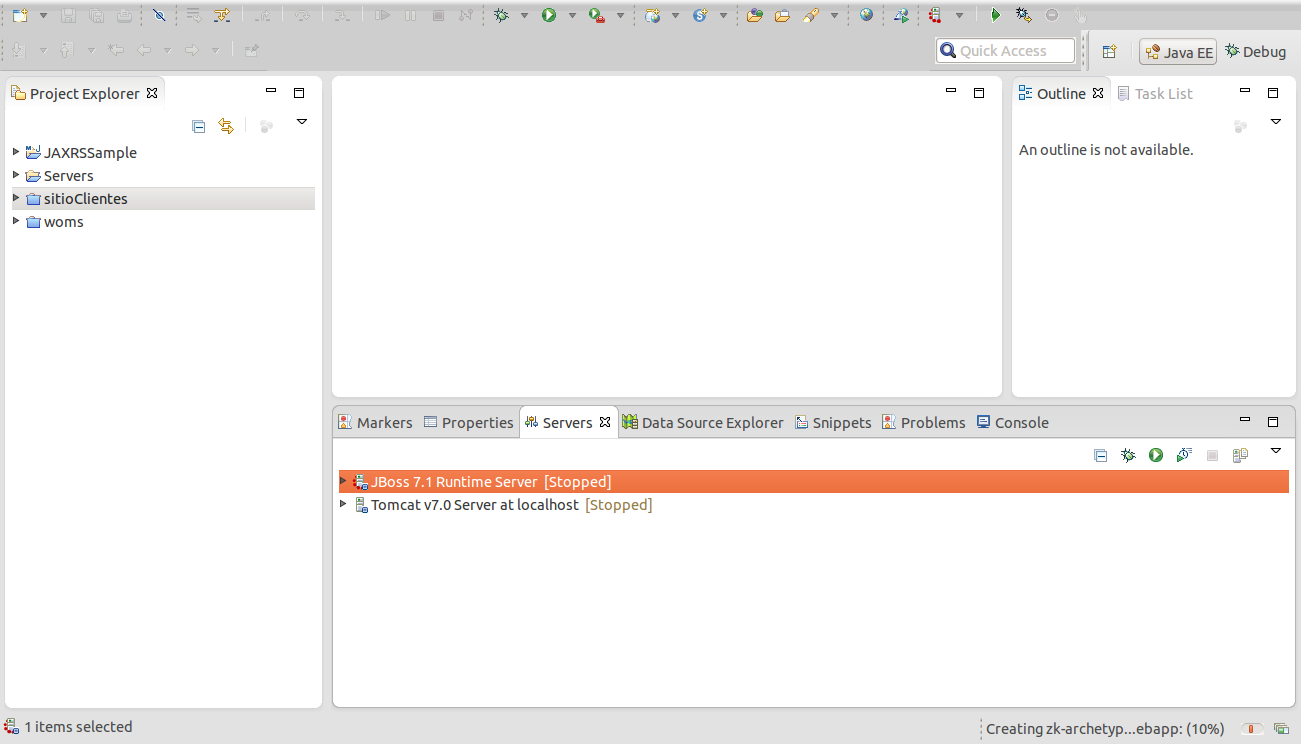 Quick Access
Java EE
Debug
Project Explorer
JAXRSSample
Servers
sitioClientes
woms
Outline
Task List
An outline is not available.
Markers
Properties
Servers
Data Source Explorer
Snippets
Problems
Console
JBoss 7.1 Runtime Server [Stopped]
Tomcat v7.0 Server at localhost [Stopped]
1 items selected
Creating zk-archetyp...ebapp: (10%)